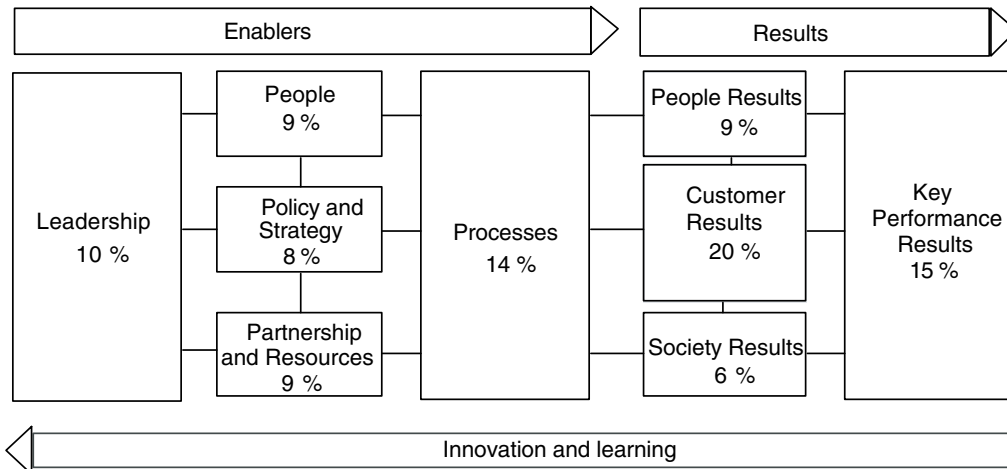 Enablers
Results
Leadership
10 %
People
9 %
Policy and
Strategy
8 %
Partnership
and Resources
9 %
Processes
14 %
People Results
9 %
Customer
Results
20 %
Society Results
6 %
Key
Performance
Results
15 %
Innovation and learning